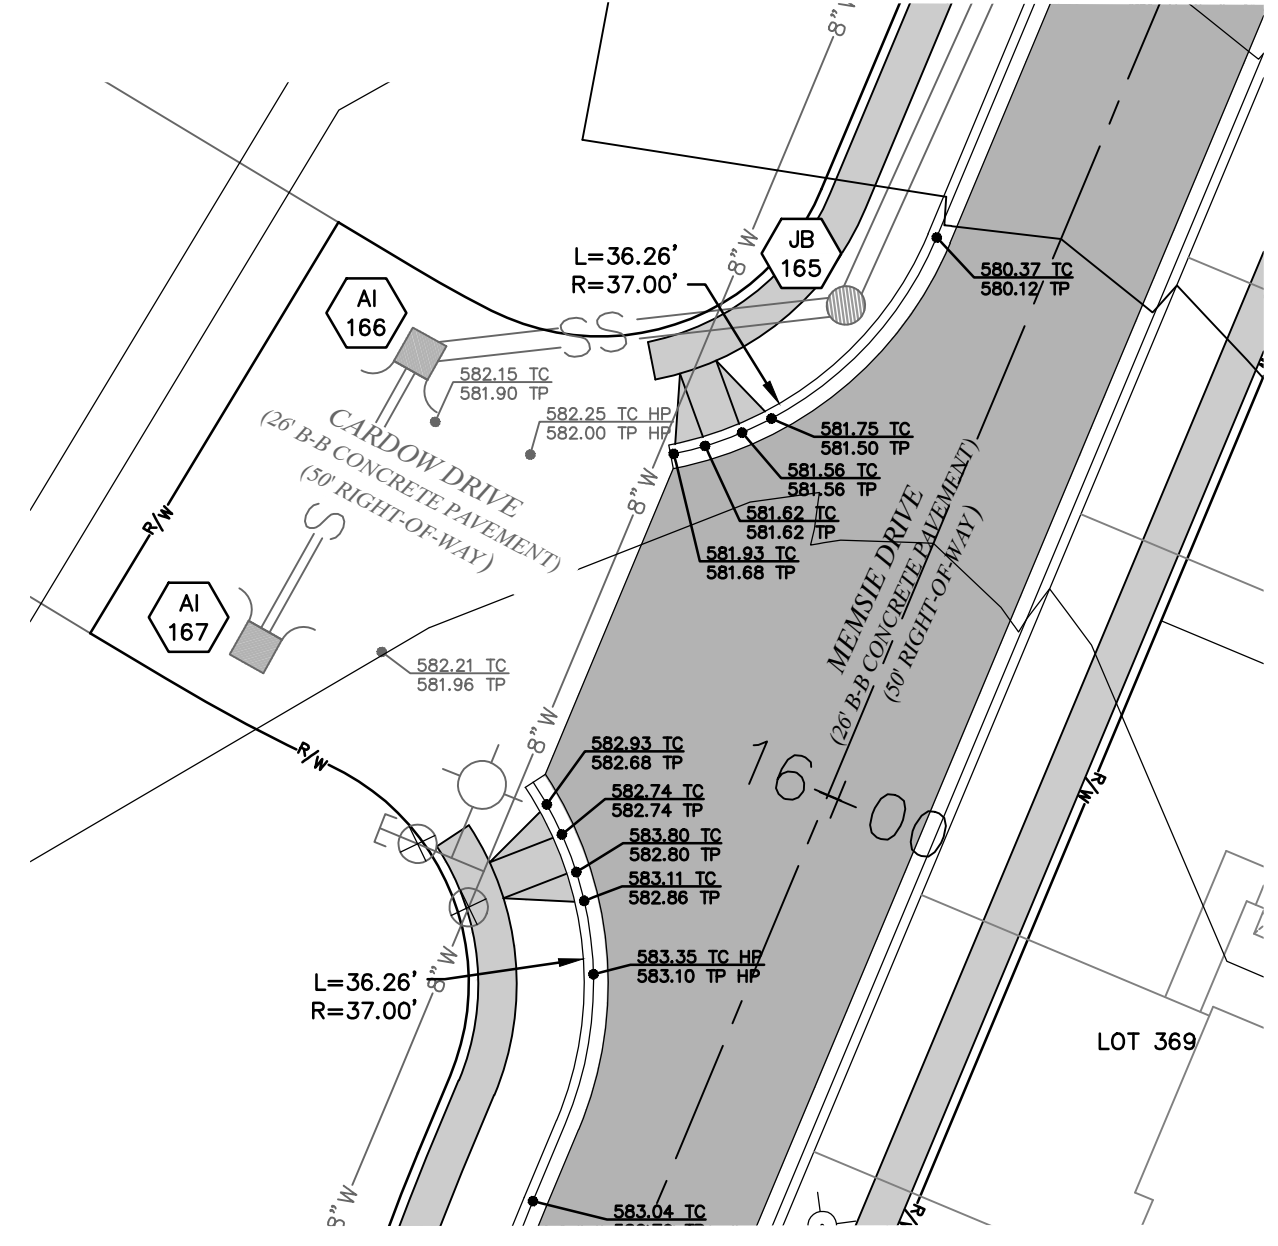 8"W
JB
165
L=36.26'
R=37.00'
8"W
580.37 TC
580.12 TP
AI
166
SS
582.15 TC
581.90 TP
582.25 TC HP
582.00 TP HP
CARDOW DRIVE
(26' B-B CONCRETE PAVEMENT)
(50' RIGHT-OF-WAY)
581.75 TC
581.50 TP
581.56 TC
581.56 TP
581.62 TC
581.62 TP
581.93 TC
581.68 TP
8"W
R/W
S
MEMSIE DRIVE
(26' B-B CONCRETE PAVEMENT)
(50' RIGHT-OF-WAY)
AI
167
582.21 TC
581.96 TP
8"W
R/W
582.93 TC
582.68 TP
582.74 TC
582.74 TP
583.80 TC
582.80 TP
583.11 TC
582.86 TP
16+00
R/W
E
583.35 TC HP
583.10 TP HP
8"W
L=36.26'
R=37.00'
LOT 369
8"W
583.04 TC
R/W